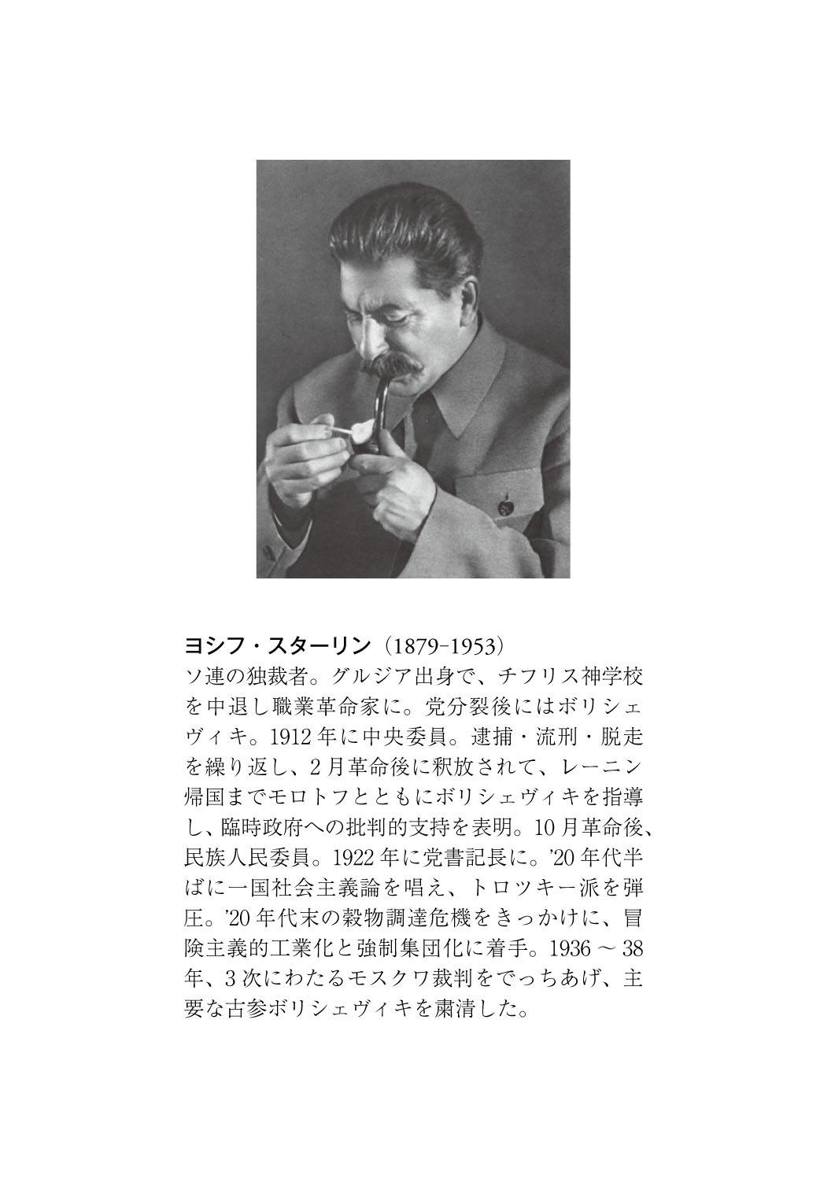 ヨシフ・スターリン（1879-1953）
ソ連の独裁者。グルジア出身で、チフリス神学校
を中退し職業革命家に。党分裂後にはボリシェ
ヴィキ。1912 年に中央委員。逮捕・流刑・脱走
を繰り返し、2 月革命後に釈放されて、レーニン
帰国までモロトフとともにボリシェヴィキを指導
し、臨時政府への批判的支持を表明。10 月革命後、
民族人民委員。1922 年に党書記長に。’20 年代半
ばに一国社会主義論を唱え、トロツキー派を弾
圧。’20 年代末の穀物調達危機をきっかけに、冒
険主義的工業化と強制集団化に着手。1936 ～ 38
年、3 次にわたるモスクワ裁判をでっちあげ、主
要な古参ボリシェヴィキを粛清した。